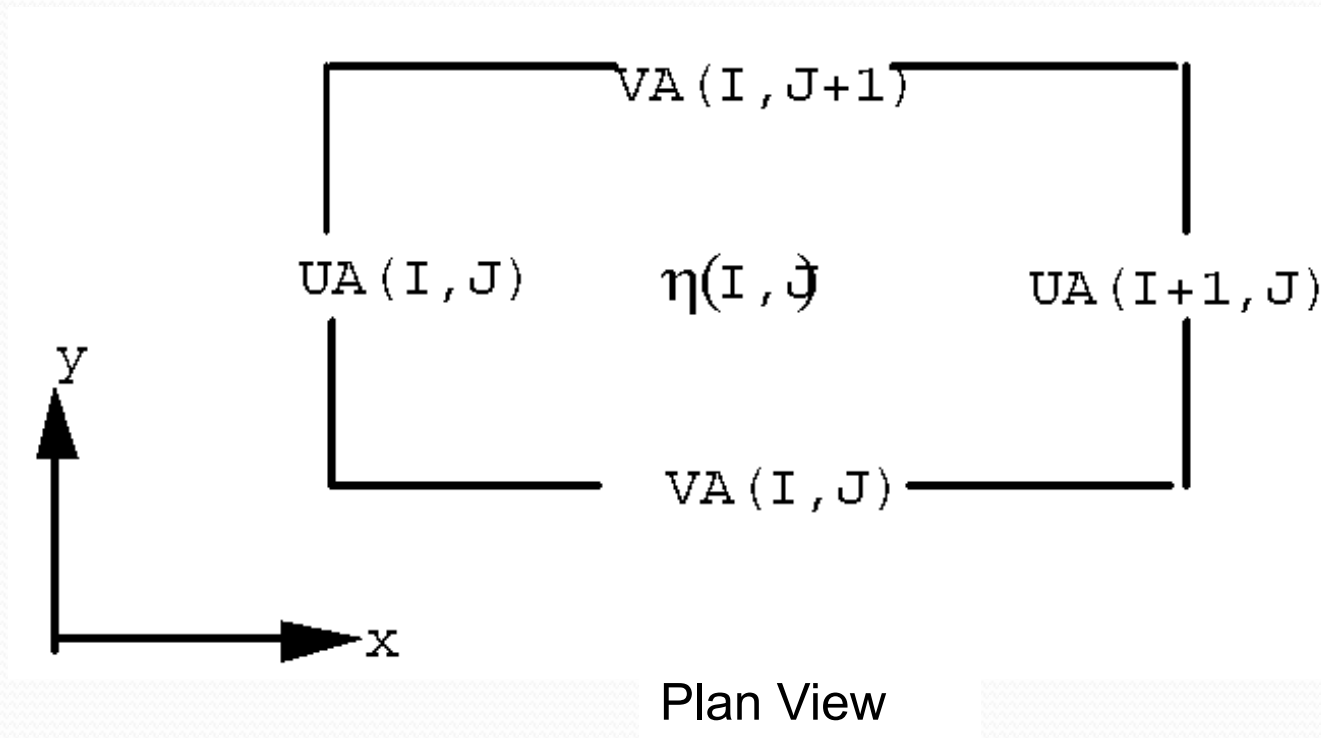 VA(I,J+1)
UA(I,J) η(I,J) UA(I+1,J)
y
VA(I,J)
x
Plan View